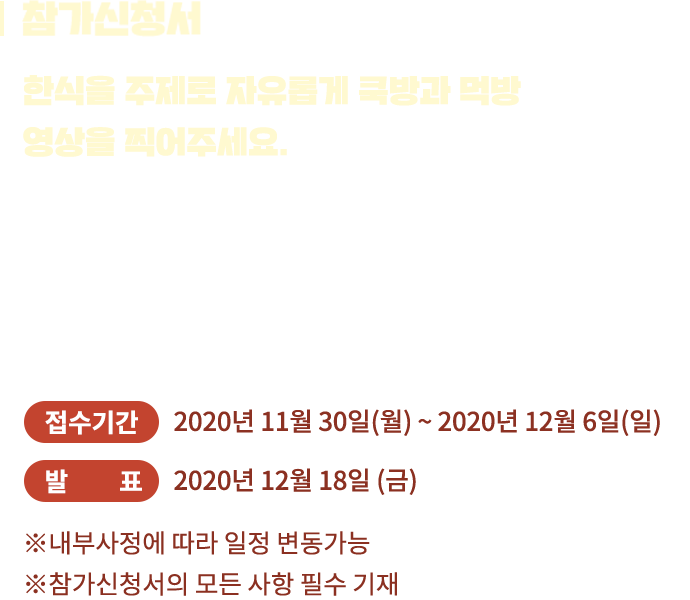 참가신청서
한식을 주제로 자유롭게 쿡방과 먹방
영상을 찍어주세요.
접수기간 2020년 11월 30일(월) ~ 2020년 12월 6일(일)
발 표 2020년 12월 18일 (금)
※내부사정에 따라 일정 변동가능
※참가신청서의 모든 사항 필수 기재